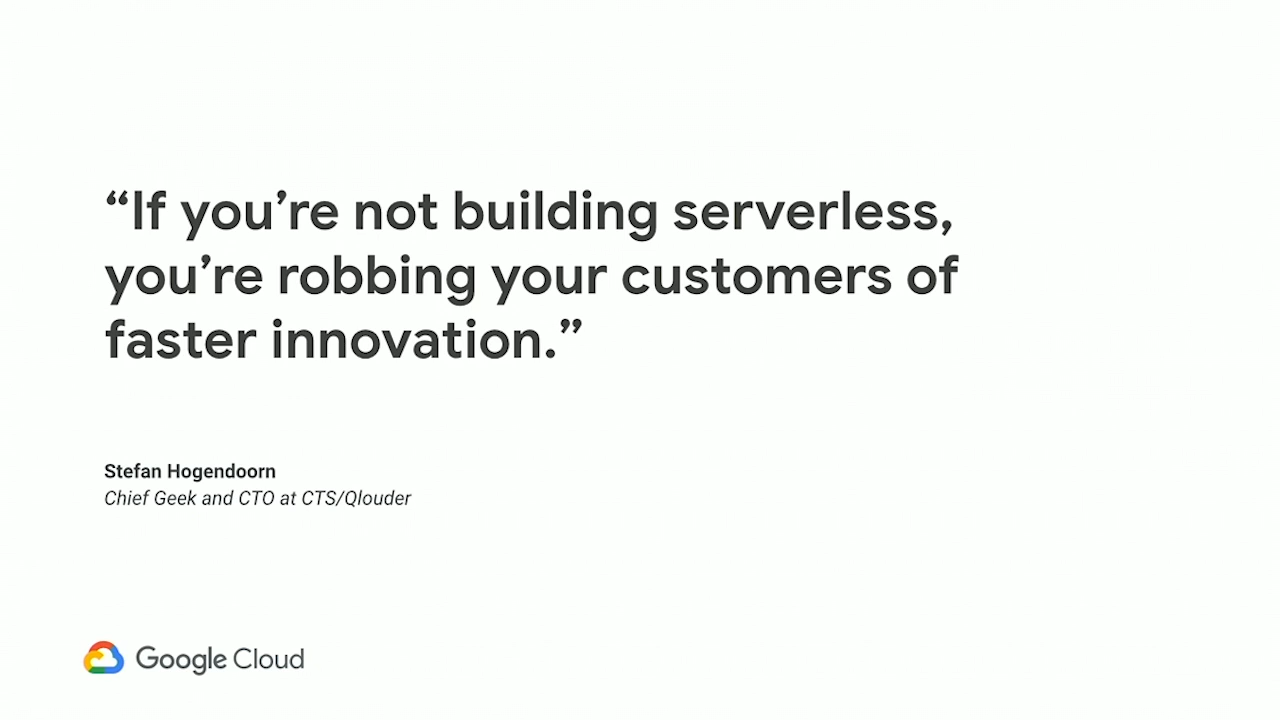 “If you’re not building serverless,
you’re robbing your customers of
faster innovation.”
Stefan Hogendoorn
Chief Geek and CTO at CTS/Qlouder
Google Cloud